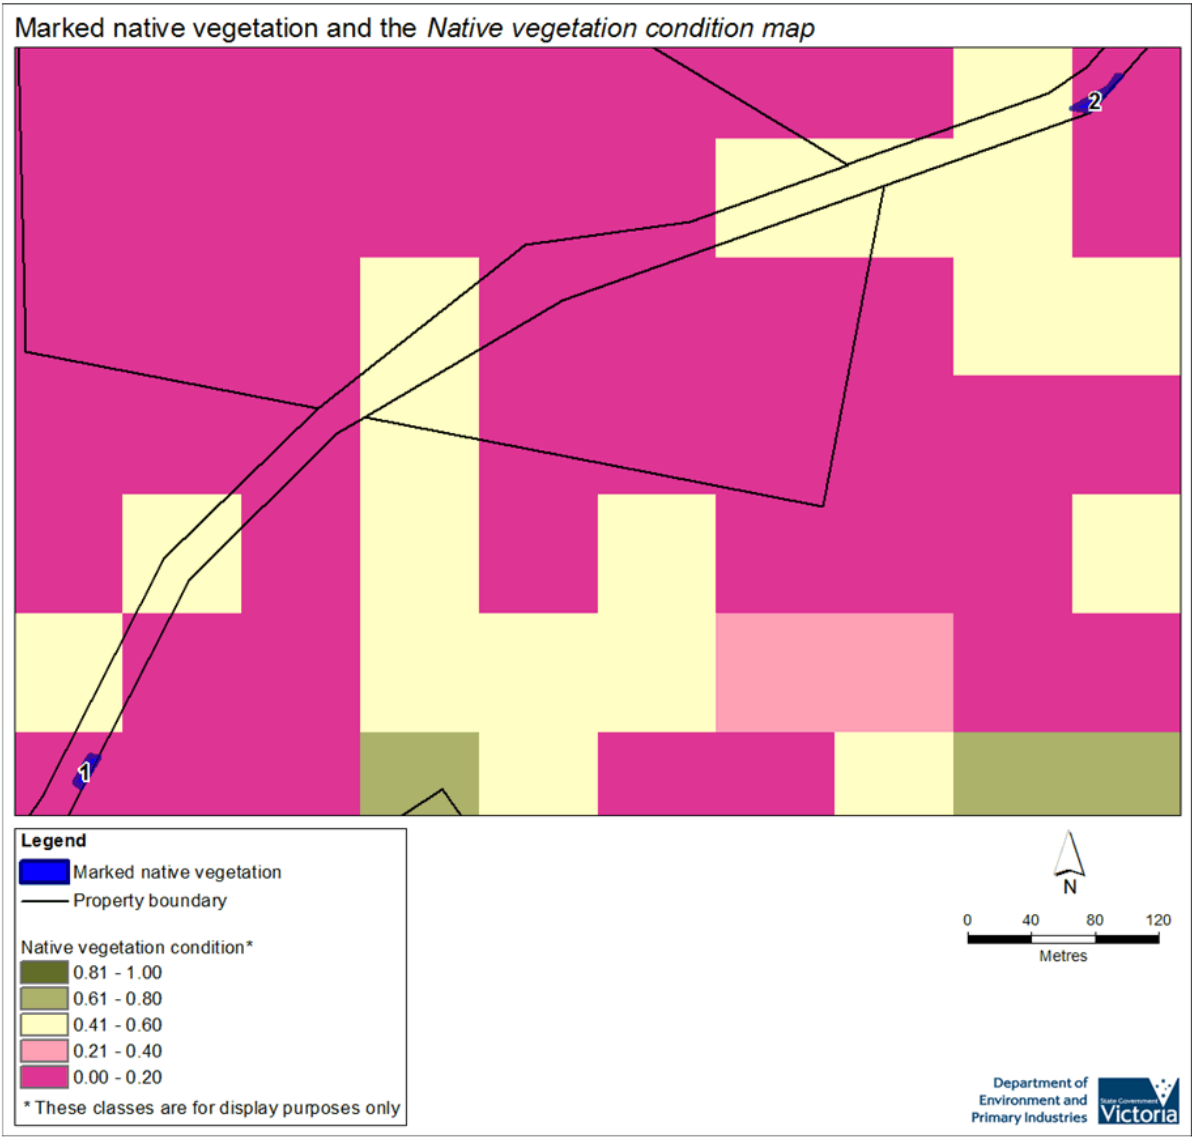 Marked native vegetation and the Native vegetation condition map
2
1
Legend
Marked native vegetation
Property boundary
Native vegetation condition*
0.81 - 1.00
0.61 - 0.80
0.41 - 0.60
0.21 - 0.40
0.00 - 0.20
* These classes are for display purposes only
N
0 40 80 120
Metres
Department of
Environment and
Primary Industries
State Government
Victoria